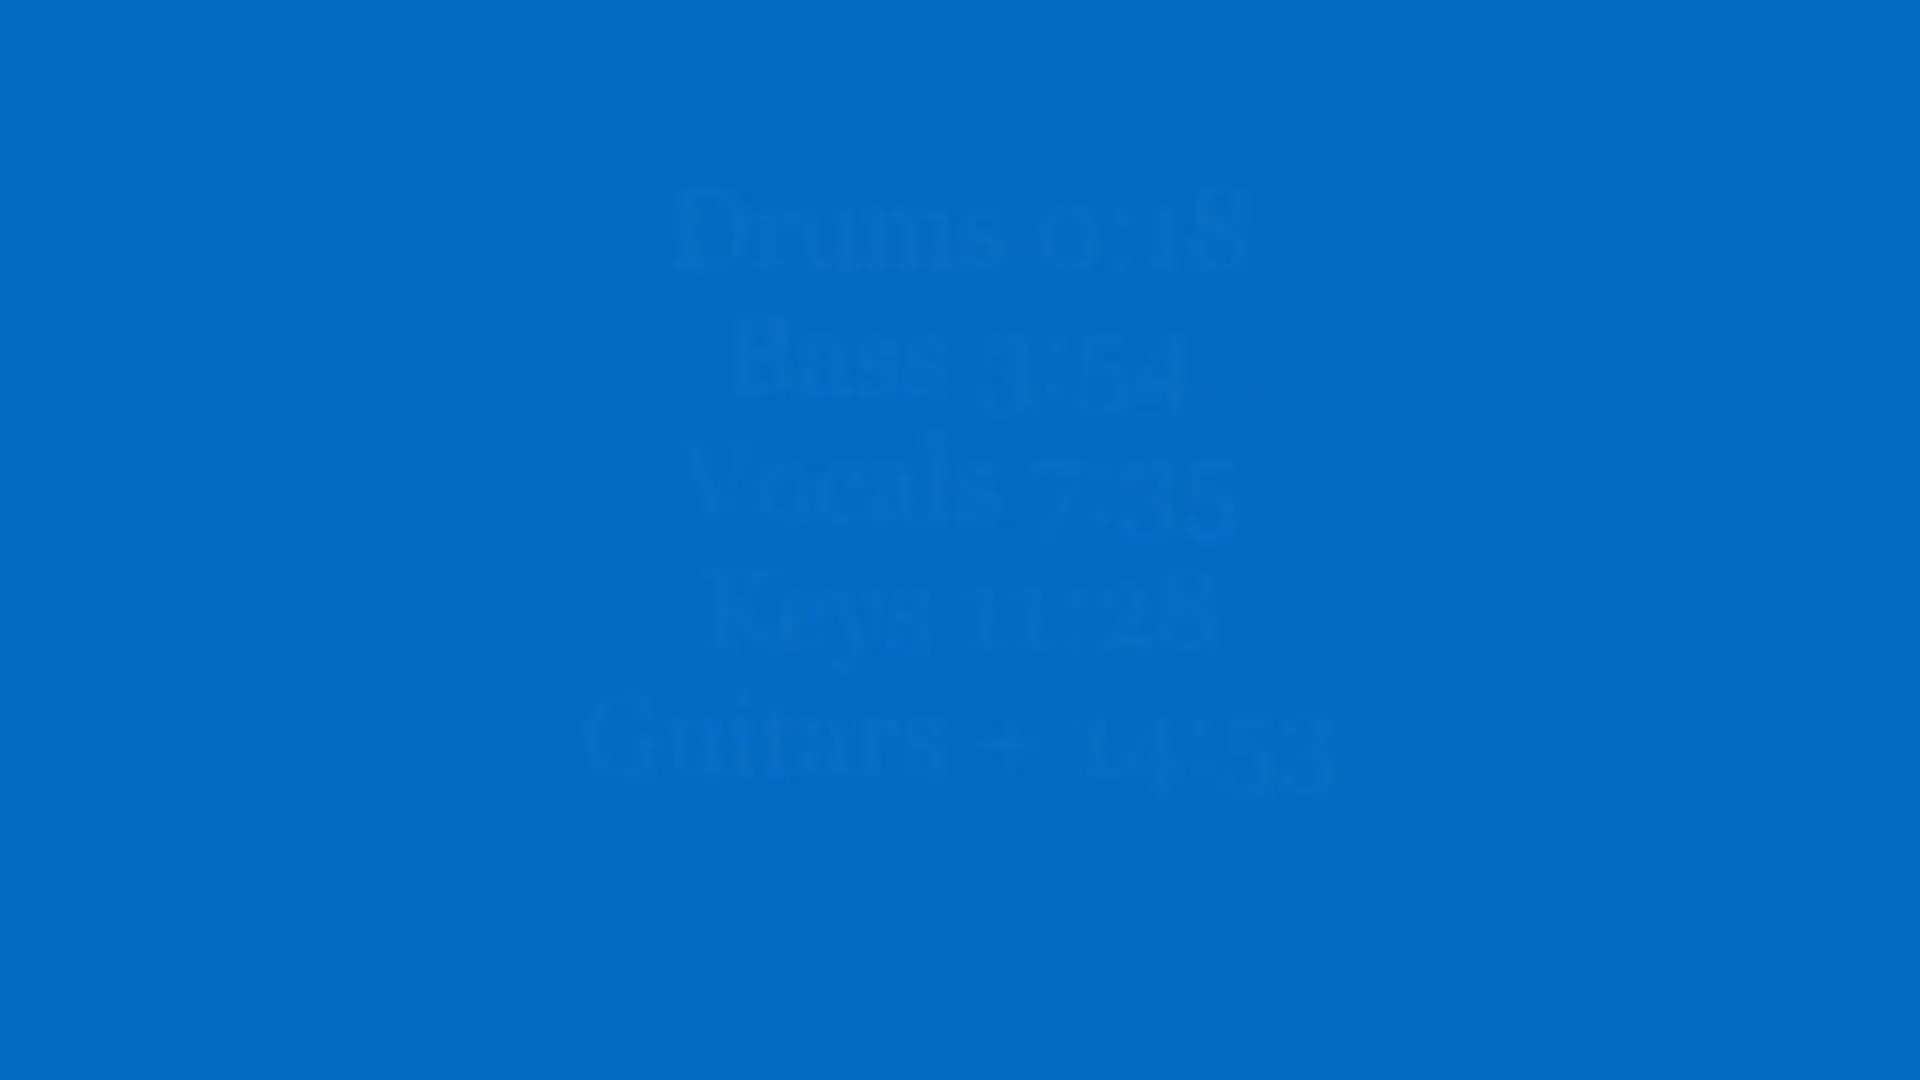 Drums 0:18
Bass 3:54
Vocals 7:35
Keys 11:28
Guitars + 14:53